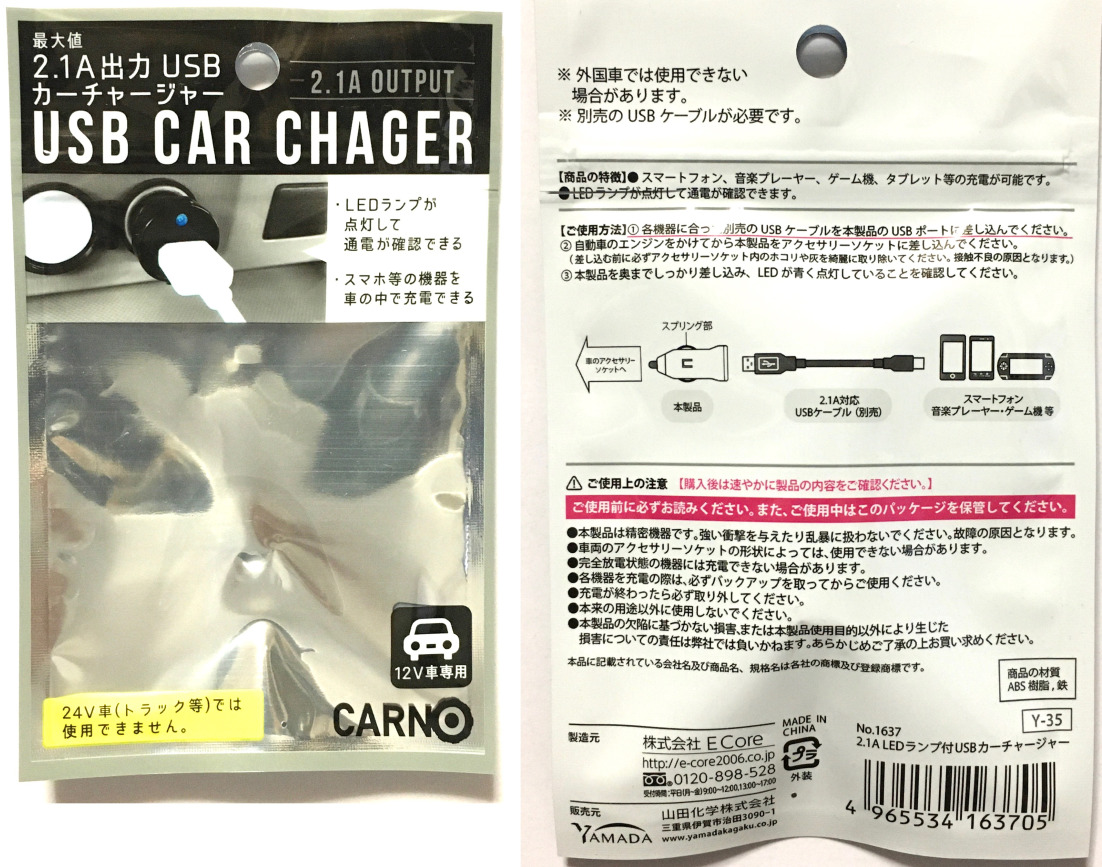 最大値
2.1A出力 USB
カーチャージャー
2.1A OUTPUT
USB CAR CHAGER
・LEDランプが
点灯して
通電が確認できる
・スマホ等の機器を
車の中で充電できる
12V車専用
24V車(トラック等)では
使用できません。
CARNO
※ 外国車では使用できない
場合があります。
※ 別売のUSB ケーブルが必要です。
【商品の特徴】● スマートフォン、音楽プレーヤー、ゲーム機、タブレット等の充電が可能です。
● LEDランプが点灯して通電が確認できます。
【ご使用方法】① 各機器に合っ 別売の USB ケーブルを本製品の USB ポートに差し込んでください。
② 自動車のエンジンをかけてから本製品をアクセサリーソケットに差し込んでください。
（差し込む前に必ずアクセサリーソケット内のホコリや灰を綺麗に取り除いてください。接触不良の原因となります。）
③ 本製品を奥までしっかり差し込み、LED が青く点灯していることを確認してください。
スプリング部
車のアクセサリー
ソケットへ
本製品
2.1A対応
USBケーブル（別売）
スマートフォン
音楽プレーヤー・ゲーム機 等
⚠ ご使用上の注意 【購入後は速やかに製品の内容をご確認ください。】
ご使用前に必ずお読みください。また、ご使用中はこのパッケージを保管してください。
●本製品は精密機器です。強い衝撃を与えたり乱暴に扱わないでください。故障の原因となります。
●車両のアクセサリーソケットの形状によっては、使用できない場合があります。
●完全放電状態の機器には充電できない場合があります。
●各機器を充電の際は、必ずバックアップを取ってからご使用ください。
●充電が終わったら必ず取り外してください。
●本来の用途以外に使用しないでください。
●本製品の欠陥に基づかない損害、または本製品使用目的以外により生じた
損害についての責任は弊社では負いかねます。あらかじめご了承の上お買い求めください。
本品に記載されている会社名及び商品名、規格名は各社の商標及び登録商標です。
商品の材質
ABS 樹脂 , 鉄
Y-35
製造元
株式会社 E Core
http://e-core2006.co.jp
0120-898-528
受付時間：平日(月~金)9:00~12:00,13:00~17:00
販売元
YAMADA
山田化学株式会社
三重県伊賀市治田3090-1
www.yamadakagaku.co.jp
MADE IN
CHINA
プラ
外装
No.1637
2.1A LEDランプ付USBカーチャージャー
4 965534 163705